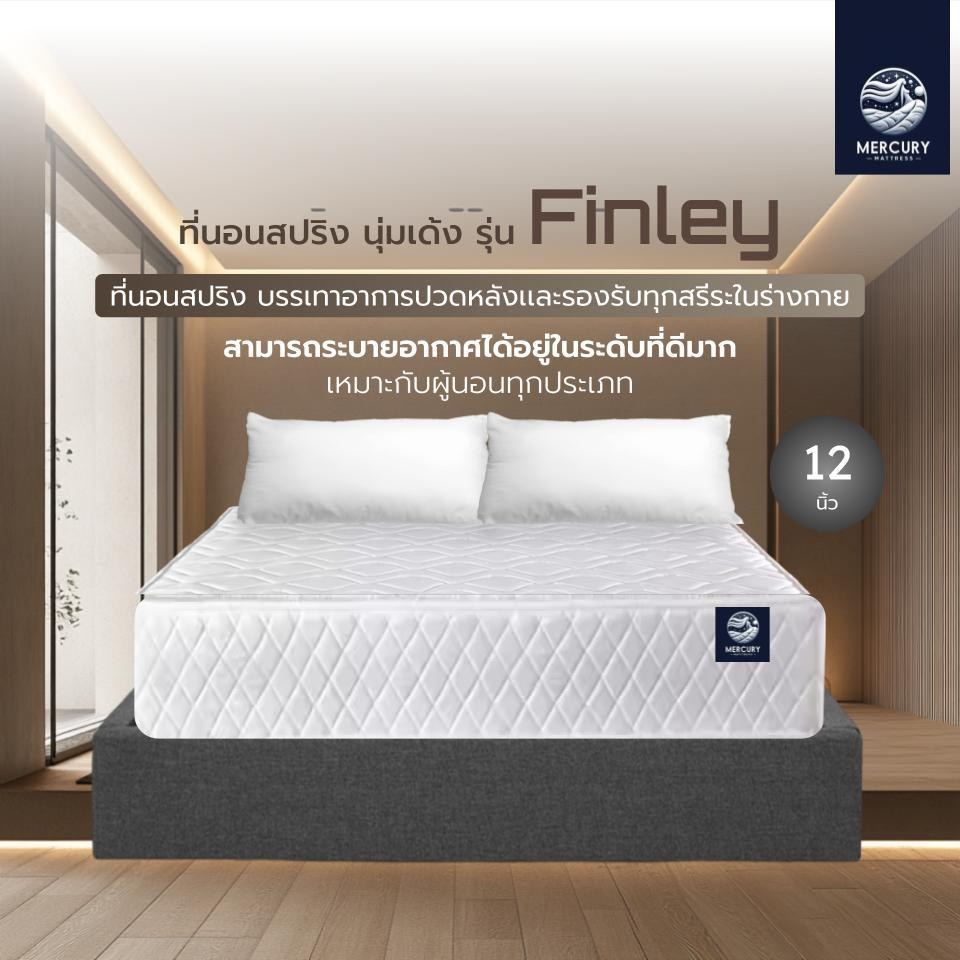 MERCURY
— MATTRESS —
ที่นอนสปริง นุ่มเด้ง รุ่น Finley
ที่นอนสปริง บรรเทาอาการปวดหลังและรองรับทุกสรีระในร่างกาย
สามารถระบายอากาศได้อยู่ในระดับที่ดีมาก
เหมาะกับผู้นอนทุกประเภท
12
นิ้ว
MERCURY
— MATTRESS —